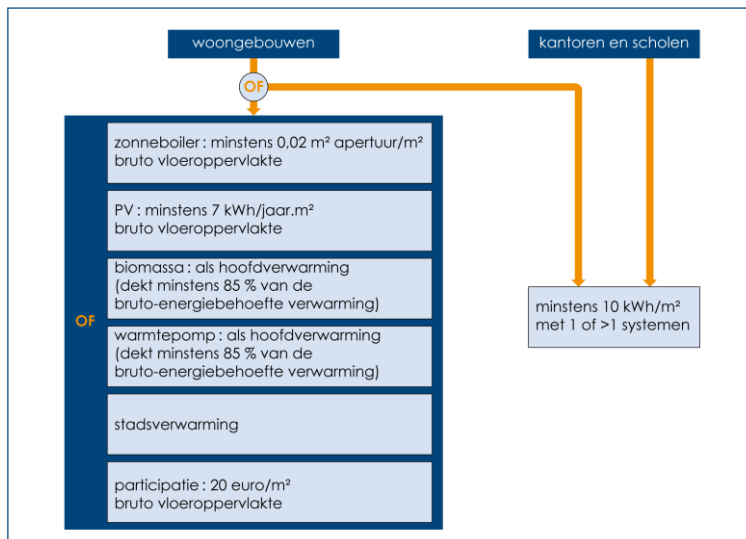 woongebouwen
kantoren en scholen
OF
zonneboiler : minstens 0,02 m² apertuur/m²
bruto vloeroppervlakte
PV : minstens 7 kWh/jaar.m²
bruto vloeroppervlakte
biomassa : als hoofdverwarming
(dekt minstens 85 % van de
bruto-energiebehoefte verwarming)
OF
warmtepomp : als hoofdverwarming
(dekt minstens 85 % van de
bruto-energiebehoefte verwarming)
stadsverwarming
participatie : 20 euro/m²
bruto vloeroppervlakte
minstens 10 kWh/m²
met 1 of >1 systemen